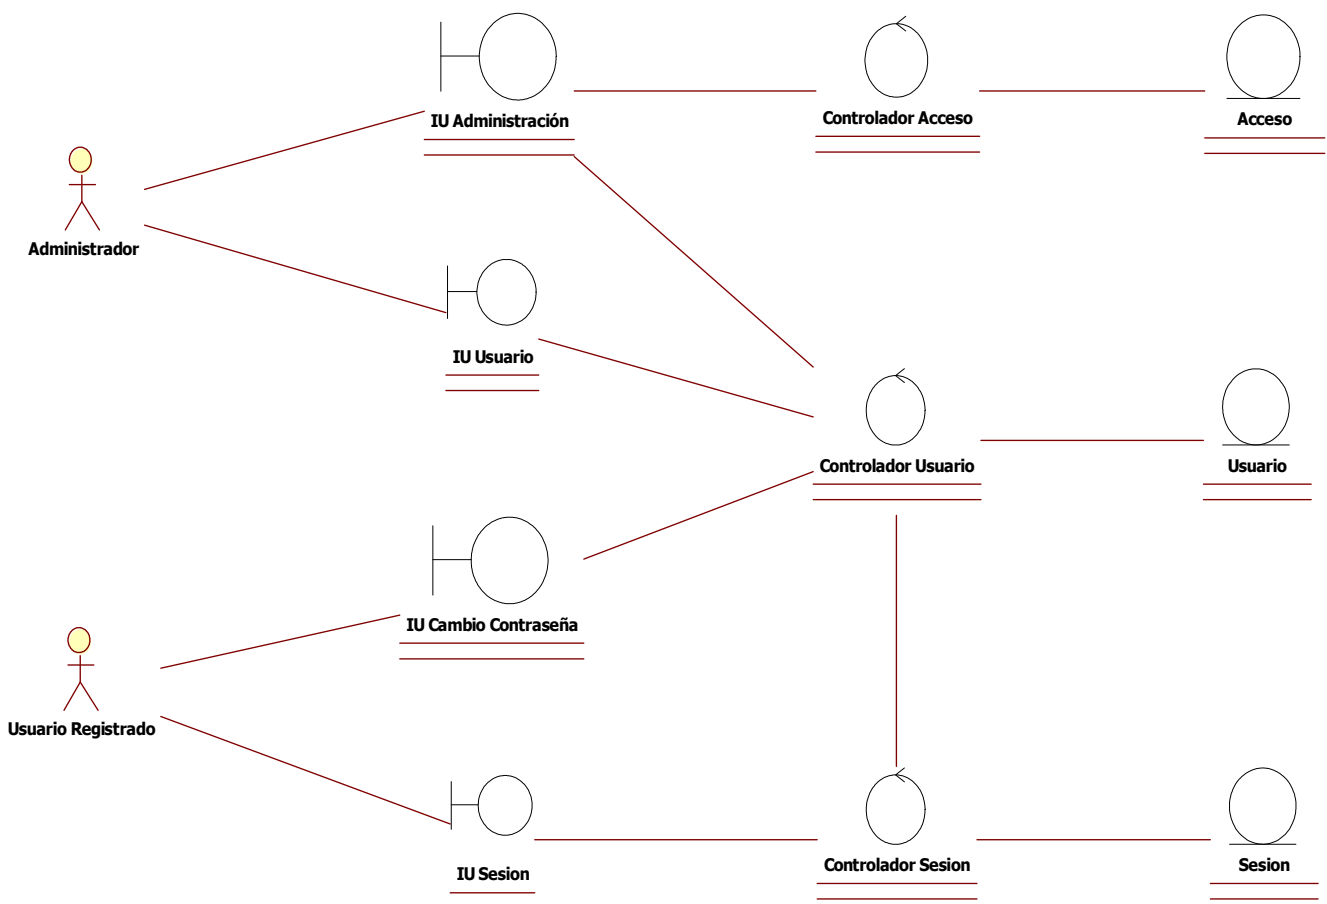 IU Administración
Controlador Acceso
Acceso
Administrador
IU Usuario
Controlador Usuario
Usuario
IU Cambio Contraseña
Usuario Registrado
IU Sesion
Controlador Sesion
Sesion